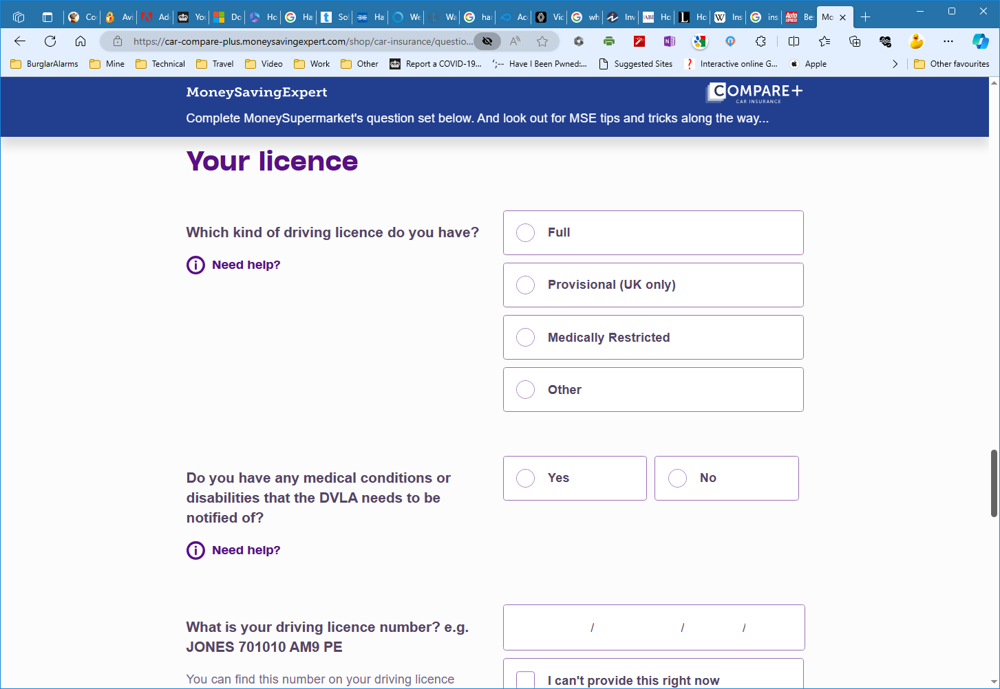 Co
Avi
Ad
Yo
Do
Ho
Ha
So
Ha
We
Wa
har
Ac
Vic
wh
Inv
ABI
Ho
L
Ho
W
Ins
ins
Auto EXPRESS
Be
Mo
https://car-compare-plus.moneysavingexpert.com/shop/car-insurance/questio...
BurglarAlarms
Mine
Technical
Travel
Video
Work
Other
Report a COVID-19...
Have I Been Pwned:...
Suggested Sites
Interactive online G...
Apple
Other favourites
MoneySavingExpert
COMPARE+
CAR INSURANCE
Complete MoneySupermarket's question set below. And look out for MSE tips and tricks along the way...
Your licence
Which kind of driving licence do you have?
Need help?
Full
Provisional (UK only)
Medically Restricted
Other
Do you have any medical conditions or
disabilities that the DVLA needs to be
notified of?
Need help?
Yes
No
What is your driving licence number? e.g.
JONES 701010 AM9 PE
/ / /
You can find this number on your driving licence
I can't provide this right now